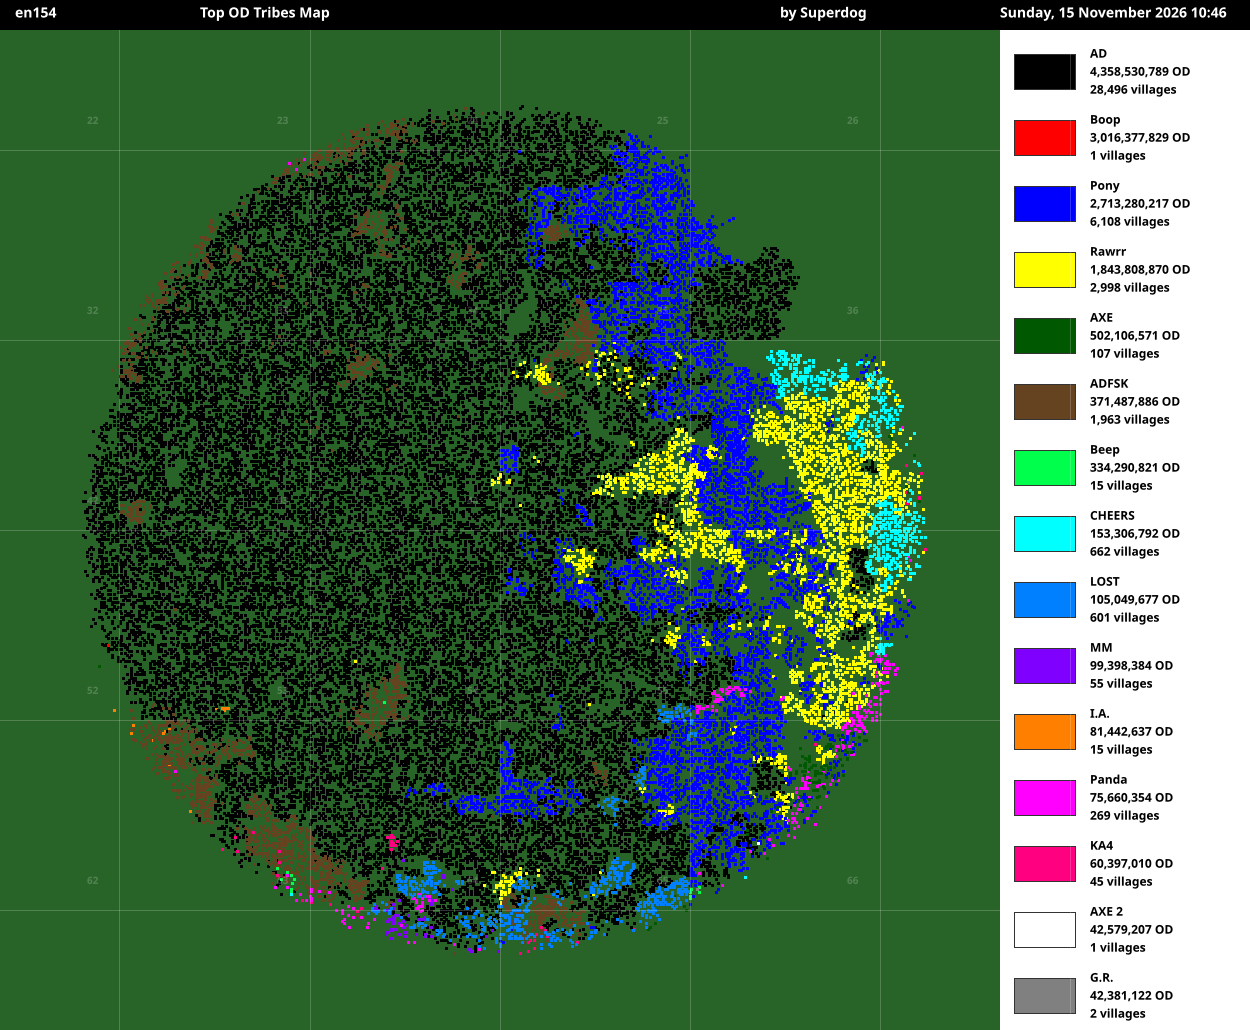 en154
Top OD Tribes Map
by Superdog
Sunday, 15 November 2026 10:46
22
23
25
26
32
36
52
62
66
AD
4,358,530,789 OD
28,496 villages
Boop
3,016,377,829 OD
1 villages
Pony
2,713,280,217 OD
6,108 villages
Rawrr
1,843,808,870 OD
2,998 villages
AXE
502,106,571 OD
107 villages
ADFSK
371,487,886 OD
1,963 villages
Beep
334,290,821 OD
15 villages
CHEERS
153,306,792 OD
662 villages
LOST
105,049,677 OD
601 villages
MM
99,398,384 OD
55 villages
I.A.
81,442,637 OD
15 villages
Panda
75,660,354 OD
269 villages
KA4
60,397,010 OD
45 villages
AXE 2
42,579,207 OD
1 villages
G.R.
42,381,122 OD
2 villages